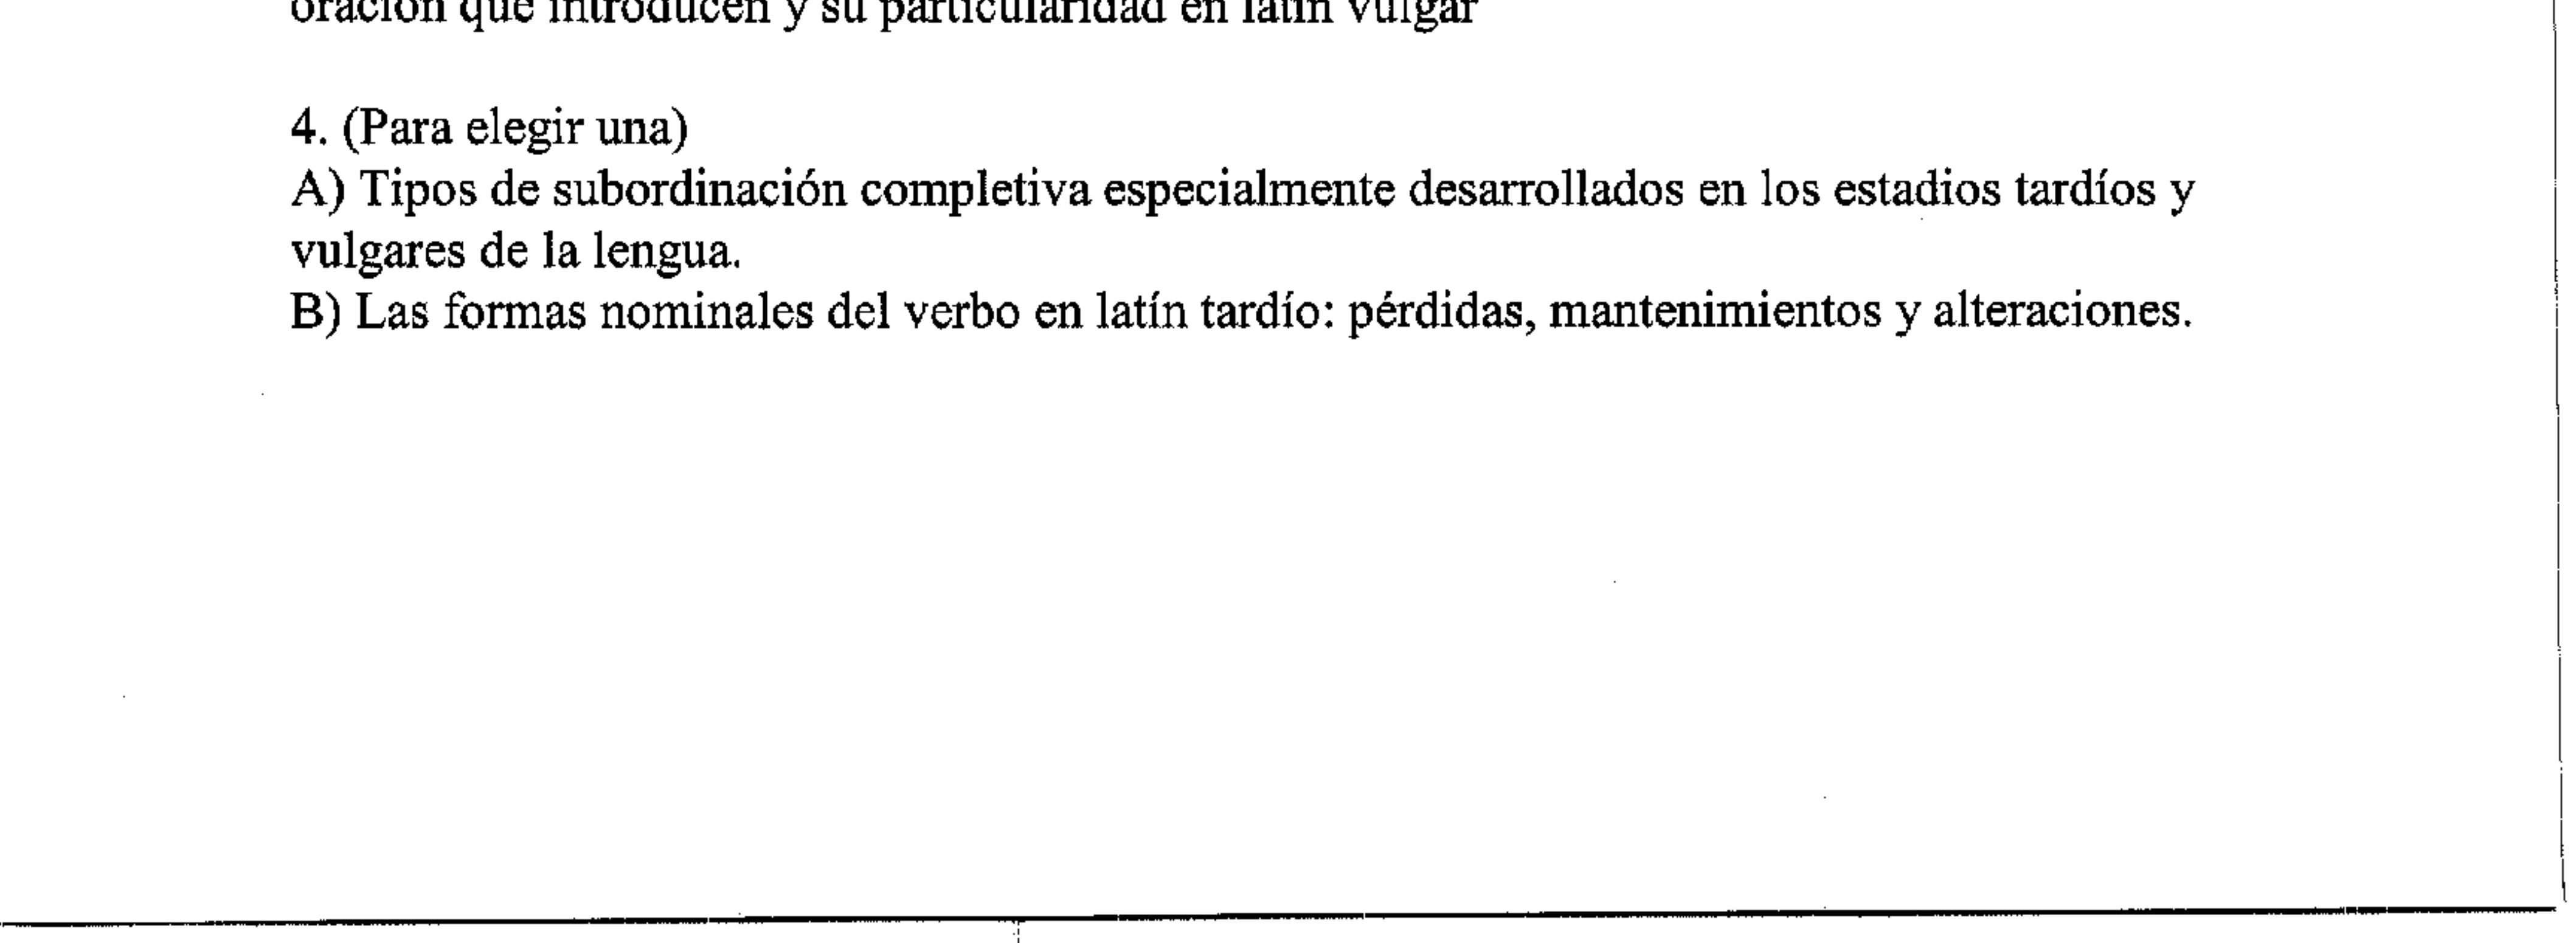 oración que introducen y su particularidad en latín vulgar
4. (Para elegir una)
A) Tipos de subordinación completiva especialmente desarrollados en los estadios tardíos y
vulgares de la lengua.
B) Las formas nominales del verbo en latín tardío: pérdidas, mantenimientos y alteraciones.